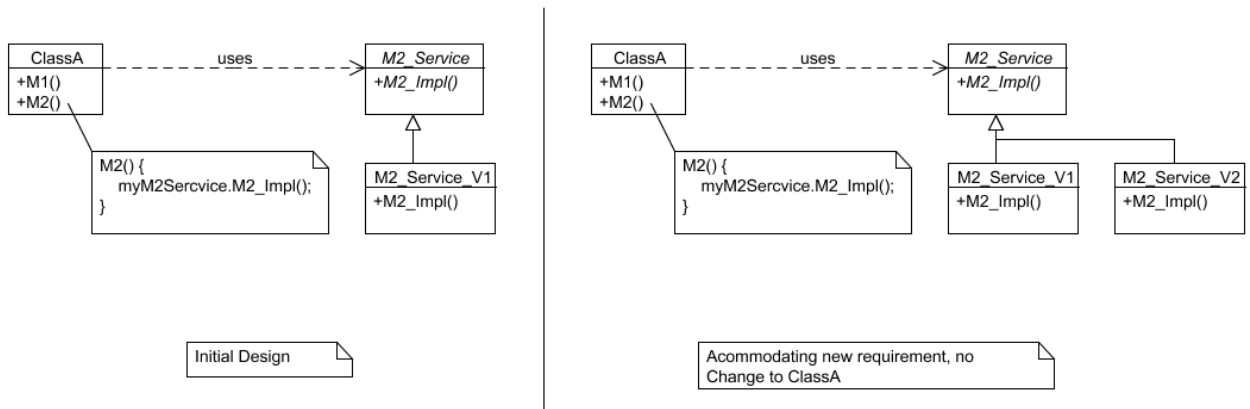 ClassA
+M1()
+M2()
uses
M2_Service
+M2_Impl()
M2() {
myM2Sercvice.M2_Impl();
}
M2_Service_V1
+M2_Impl()
Initial Design
ClassA
+M1()
+M2()
uses
M2_Service
+M2_Impl()
M2() {
myM2Sercvice.M2_Impl();
}
M2_Service_V1
+M2_Impl()
M2_Service_V2
+M2_Impl()
Acommodating new requirement, no
Change to ClassA